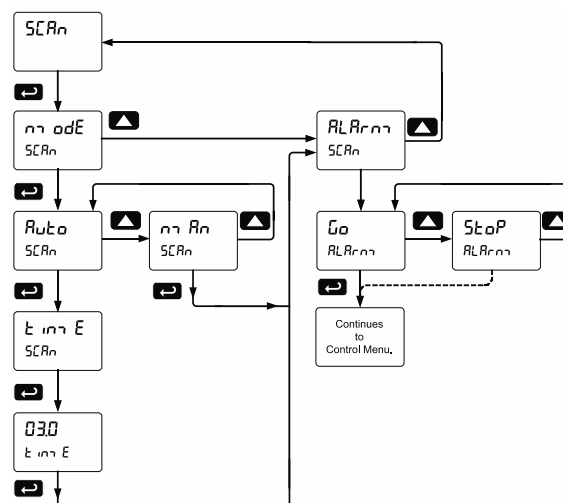 SCAn
modE
SCAn
ALArm
SCAn
Auto
SCAn
mAn
SCAn
Go
ALArm
StoP
ALArm
timE
SCAn
Continues
to
Control Menu.
03.0
timE